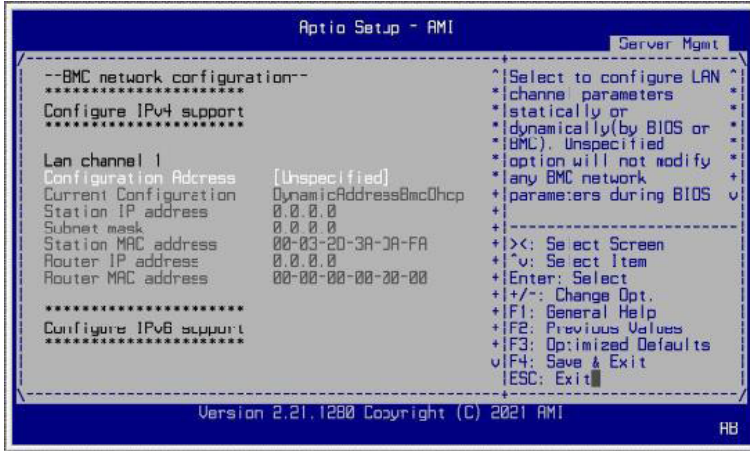 Aptio Setup - AMI
Server Mgmt
--BMC network configuration--
***********************
Configure IPv4 support
***********************
Lan channel 1
Configuration Address [Unspecified]
Current Configuration DynamicAddressBmcDhcp
Station IP address 0.0.0.0
Subnet mask 0.0.0.0
Station MAC address 00-03-2D-3A-DA-FA
Router IP address 0.0.0.0
Router MAC address 00-00-00-00-00-00
***********************
Configure IPv6 support
***********************
Select to configure LAN
channel parameters
statically or
dynamically(by BIOS or
BMC). Unspecified
option will not modify
any BMC network
parameters during BIOS
><: Select Screen
^v: Select Item
Enter: Select
+/-: Change Opt.
F1: General Help
F2: Previous Values
F3: Optimized Defaults
F4: Save & Exit
ESC: Exit
Version 2.21.1280 Copyright (C) 2021 AMI
AB